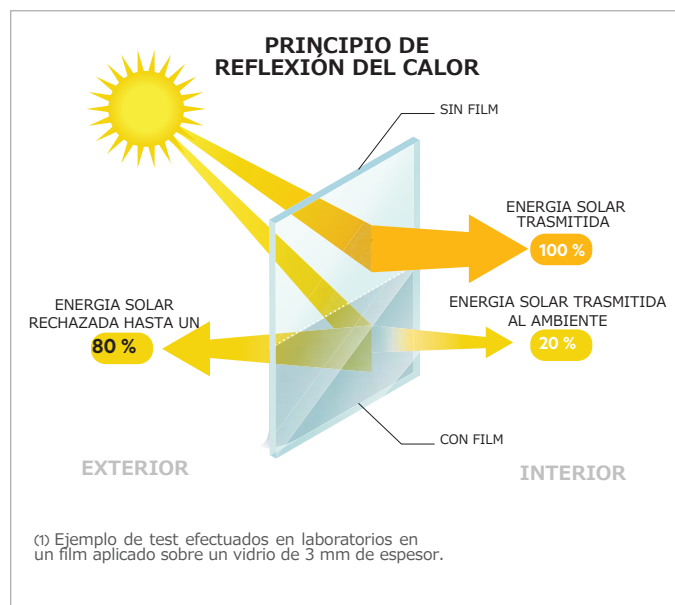 PRINCIPIO DE
REFLEXIÓN DEL CALOR
SIN FILM
ENERGIA SOLAR
TRASMITIDA
100 %
ENERGIA SOLAR
RECHAZADA HASTA UN
80 %
ENERGIA SOLAR TRASMITIDA
AL AMBIENTE
20 %
CON FILM
EXTERIOR
INTERIOR
(1) Ejemplo de test efectuados en laboratorios en
un film aplicado sobre un vidrio de 3 mm de espesor.